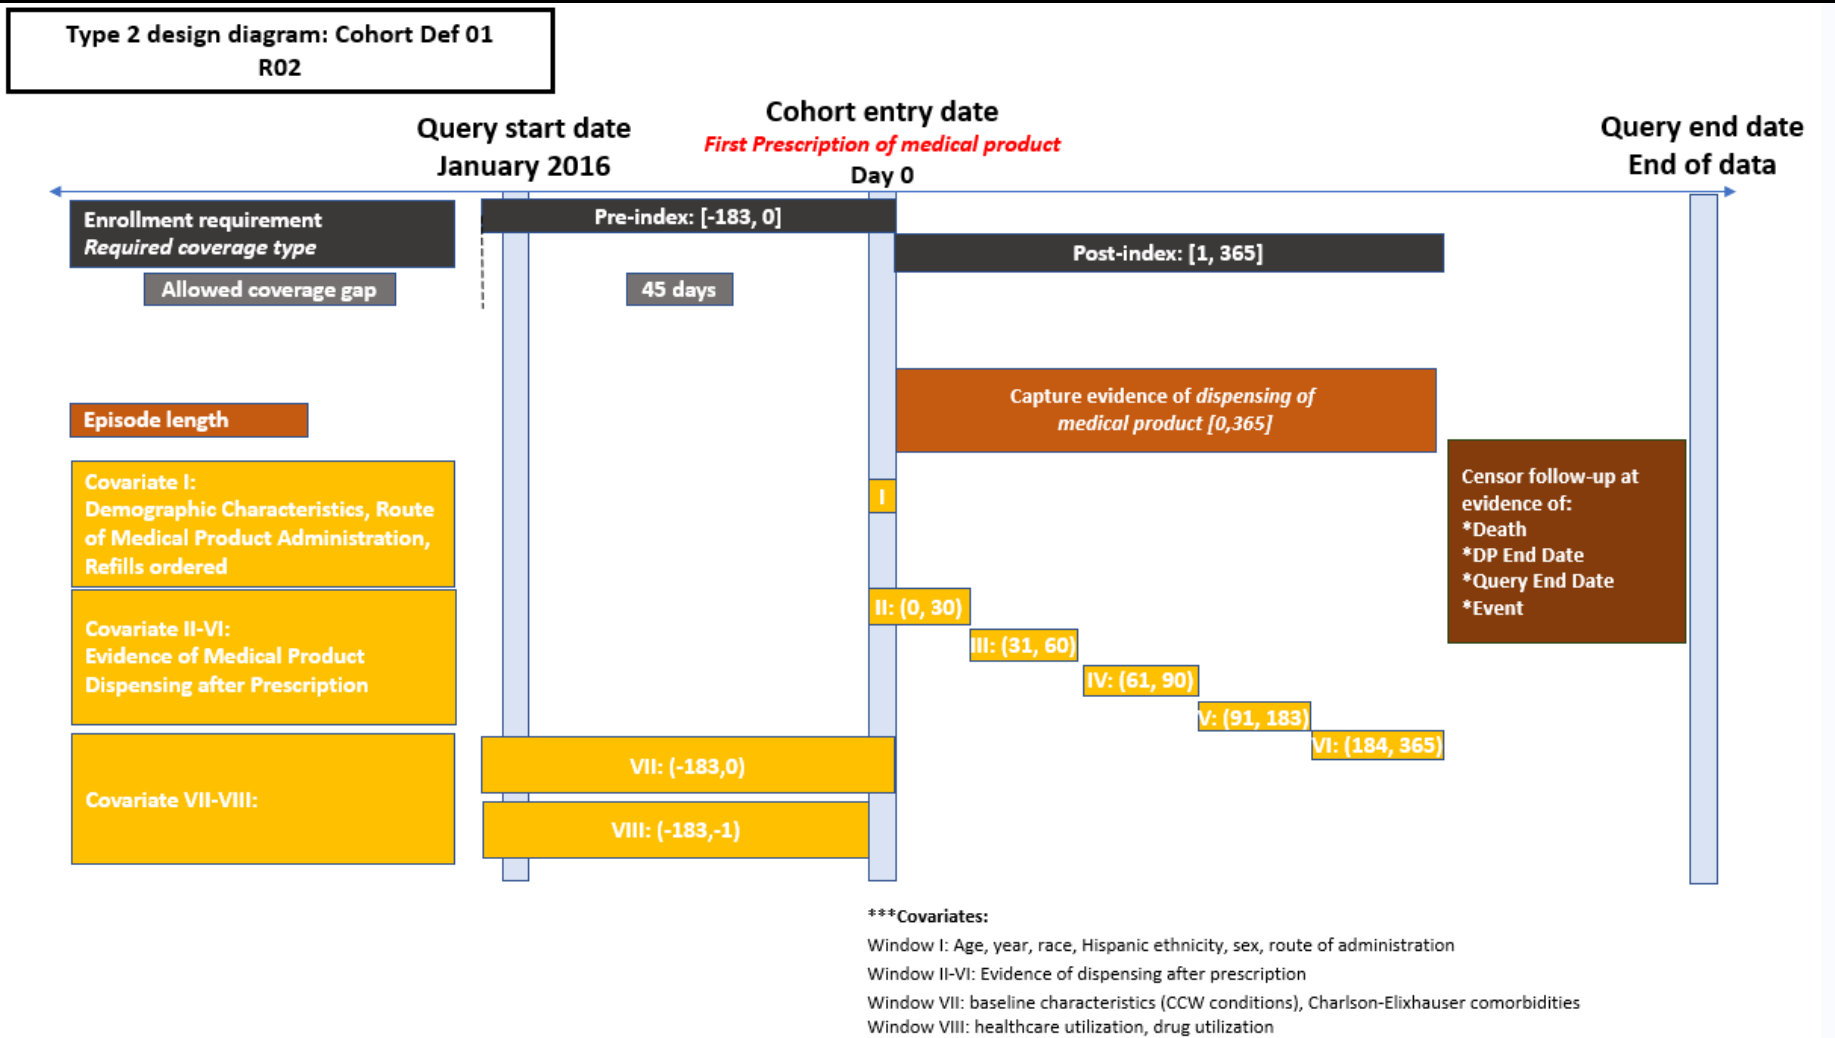 Type 2 design diagram: Cohort Def 01
R02
Query start date
January 2016
Cohort entry date
First Prescription of medical product
Day 0
Query end date
End of data
Enrollment requirement
Required coverage type
Pre-index: [-183, 0]
Post-index: [1, 365]
Allowed coverage gap
45 days
Episode length
Capture evidence of dispensing of
medical product [0,365]
Censor follow-up at
evidence of:
*Death
*DP End Date
*Query End Date
*Event
Covariate I:
Demographic Characteristics, Route
of Medical Product Administration,
Refills ordered
I
Covariate II-VI:
Evidence of Medical Product
Dispensing after Prescription
II: (0, 30)
III: (31, 60)
IV: (61, 90)
V: (91, 183)
VI: (184, 365)
Covariate VII-VIII:
VII: (-183,0)
VIII: (-183,-1)
***Covariates:
Window I: Age, year, race, Hispanic ethnicity, sex, route of administration
Window II-VI: Evidence of dispensing after prescription
Window VII: baseline characteristics (CCW conditions), Charlson-Elixhauser comorbidities
Window VIII: healthcare utilization, drug utilization